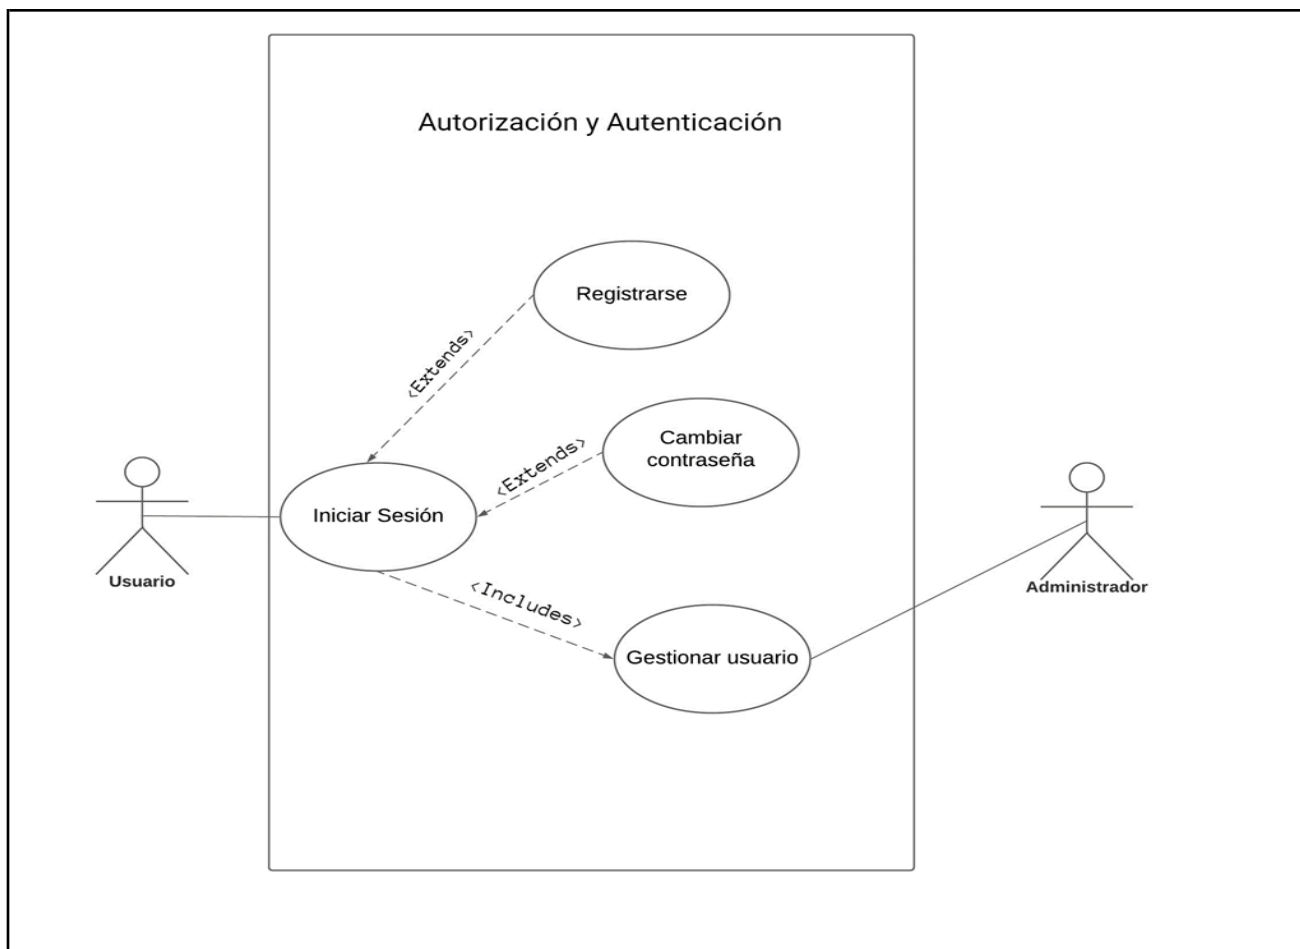 Autorización y Autenticación
Registrarse
<Extends>
Cambiar
contraseña
<Extends>
Iniciar Sesión
Usuario
<Includes>
Administrador
Gestionar usuario